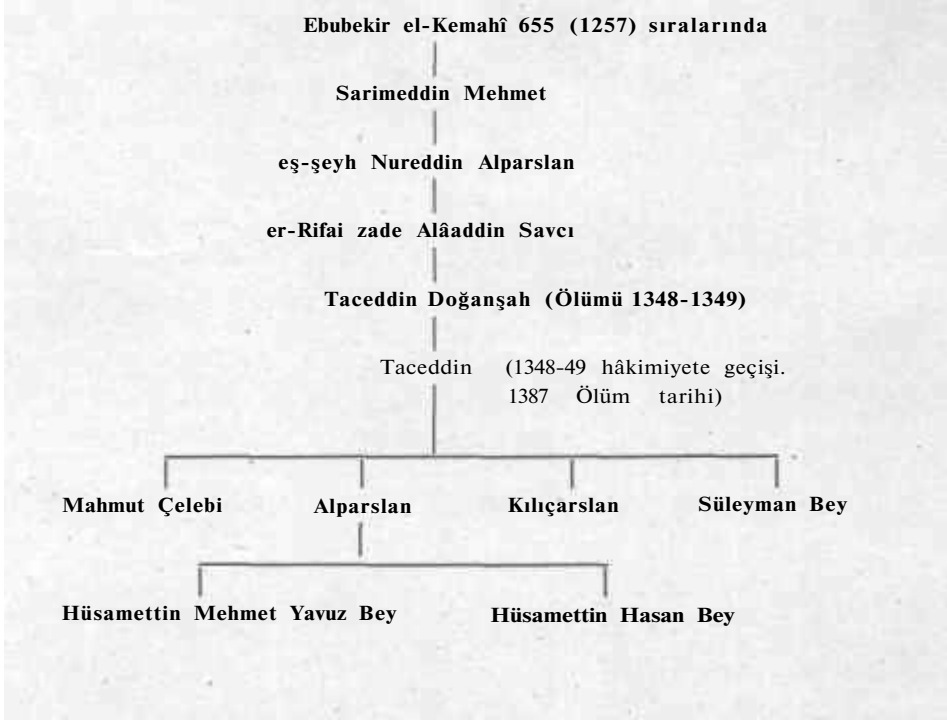 Ebubekir el-Kemahî 655 (1257) sıralarında
Sarimeddin Mehmet
eş-şeyh Nureddin Alparslan
er-Rifai zade Alâaddin Savcı
Taceddin Doğanşah (Ölümü 1348-1349)
Taceddin (1348-49 hâkimiyete geçişi.
1387 Ölüm tarihi)
Mahmut Çelebi Alparslan Kılıçarslan Süleyman Bey
Hüsamettin Mehmet Yavuz Bey Hüsamettin Hasan Bey